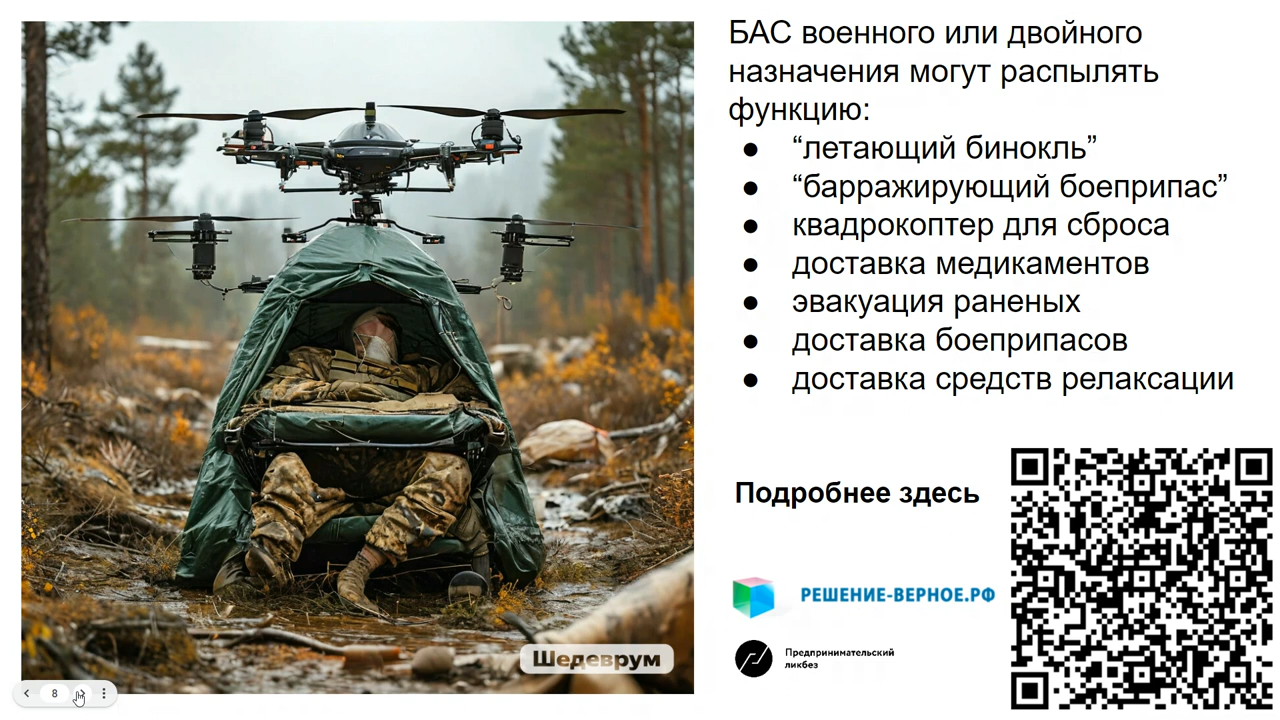 БАС военного или двойного
назначения могут распылять
функцию:
● “летающий бинокль”
● “барражирующий боеприпас”
● квадрокоптер для сброса
● доставка медикаментов
● эвакуация раненых
● доставка боеприпасов
● доставка средств релаксации
Подробнее здесь
РЕШЕНИЕ-ВЕРНОЕ.РФ
Предпринимательский
ликбез
Шедеврум
8